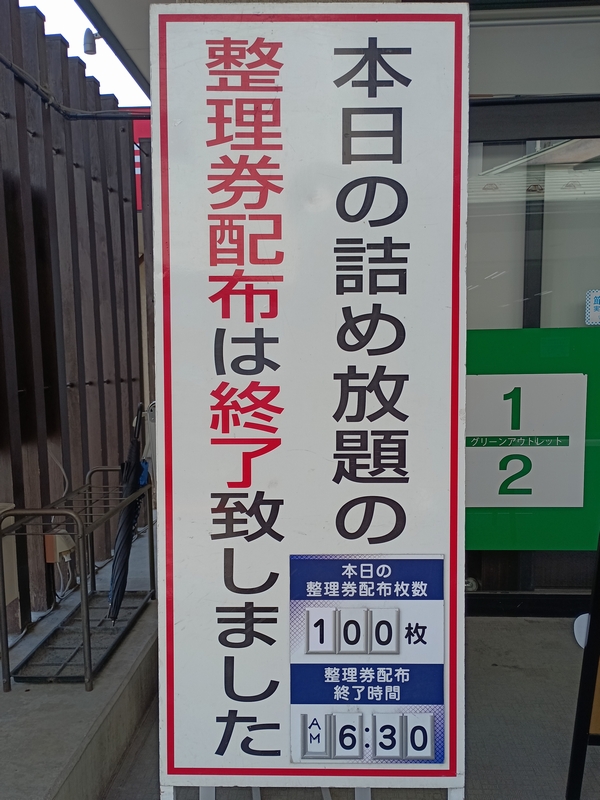 本日の詰め放題の
整理券配布は終了致しました
本日の
整理券配布枚数
100枚
整理券配布
終了時間
AM 6:30
1
グリーンアウトレット
2